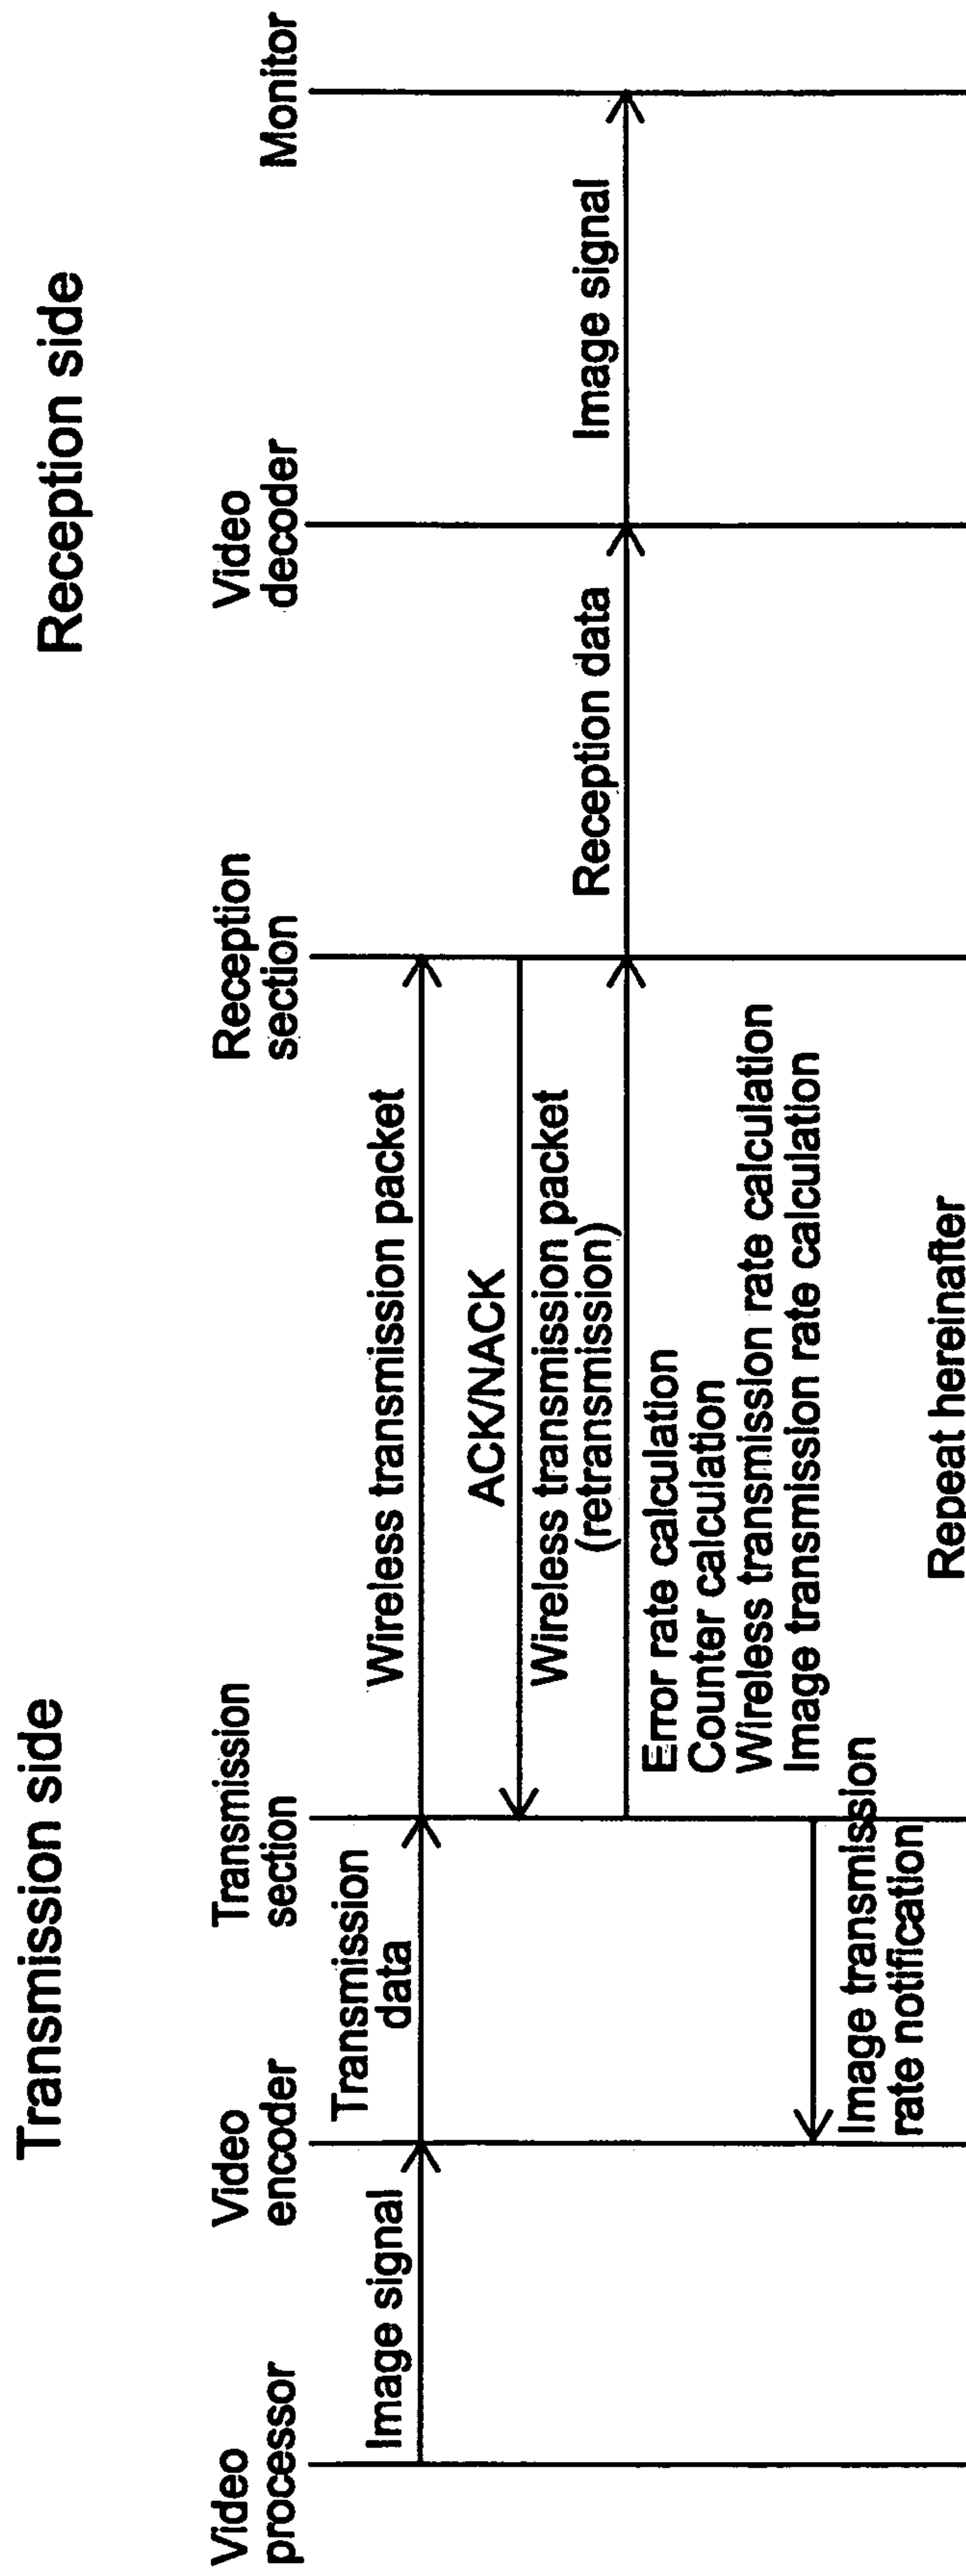 Transmission side
Reception side
Video
processor
Video
encoder
Transmission
section
Reception
section
Video
decoder
Monitor
Image signal
Transmission
data
Wireless transmission packet
ACK/NACK
Wireless transmission packet
(retransmission)
Reception data
Image signal
Error rate calculation
Counter calculation
Wireless transmission rate calculation
Image transmission rate calculation
Image transmission
rate notification
Repeat hereinafter